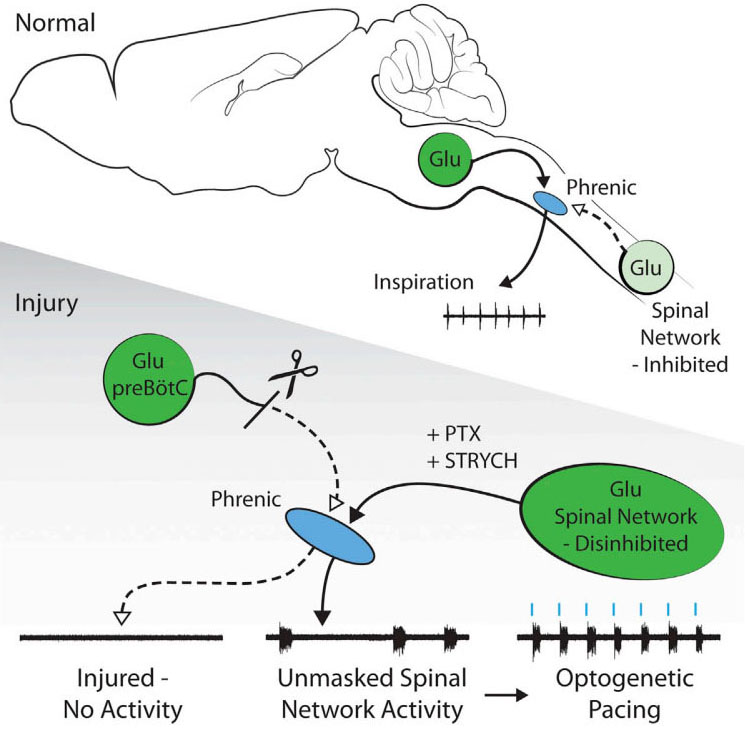 Normal
Glu
Phrenic
Glu
Inspiration
Spinal
Network
- Inhibited
Injury
Glu
preBötC
+ PTX
+ STRYCH
Glu
Spinal Network
- Disinhibited
Phrenic
Injured -
No Activity
Unmasked Spinal
Network Activity
Optogenetic
Pacing